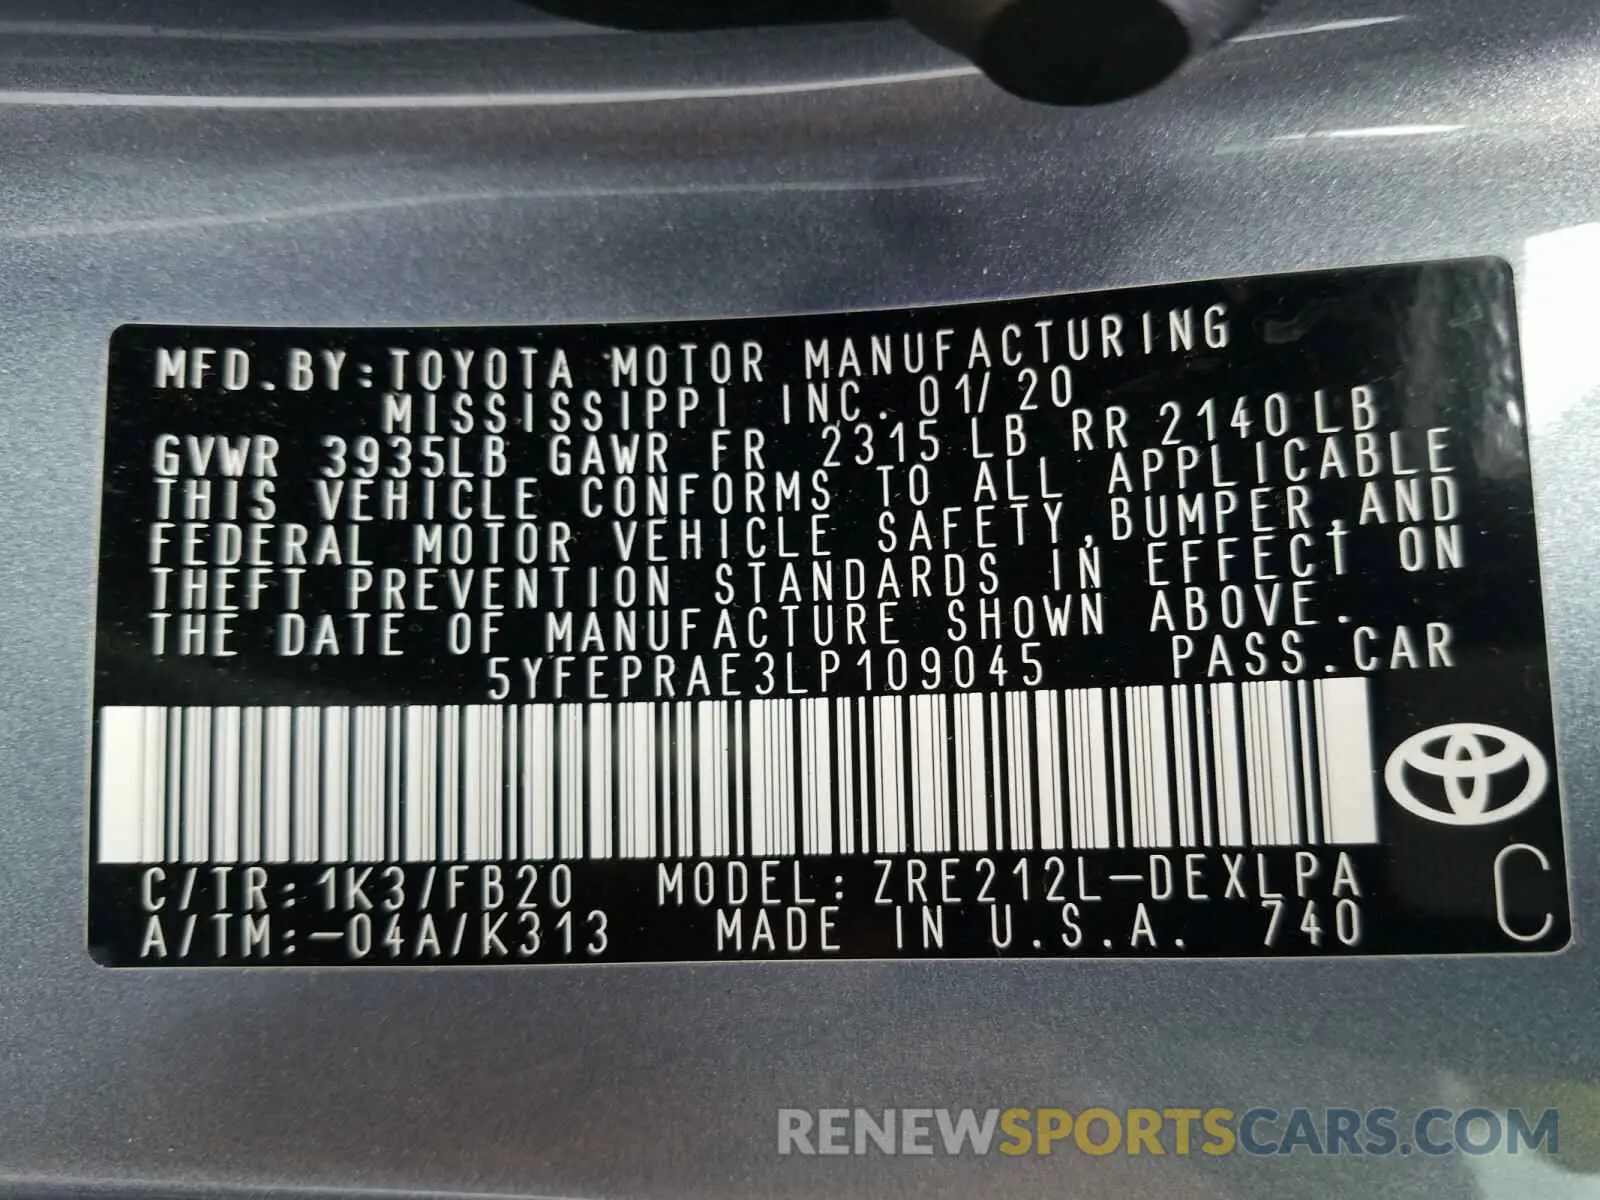 MFD.BY:TOYOTA MOTOR MANUFACTURING
MISSISSIPPI INC. 01/20
GVWR 3935LB GAWR FR 2315 LB RR 2140LB
THIS VEHICLE CONFORMS TO ALL APPLICABLE
FEDERAL MOTOR VEHICLE SAFETY,BUMPER,AND
THEFT PREVENTION STANDARDS IN EFFECT ON
THE DATE OF MANUFACTURE SHOWN ABOVE.
5YFEPRAE3LP109045 PASS.CAR
C/TR:1K3/FB20 MODEL:ZRE212L-DEXLPA
A/TM:-04A/K313 MADE IN U.S.A. 740
C
RENEWSPORTSCARS.COM